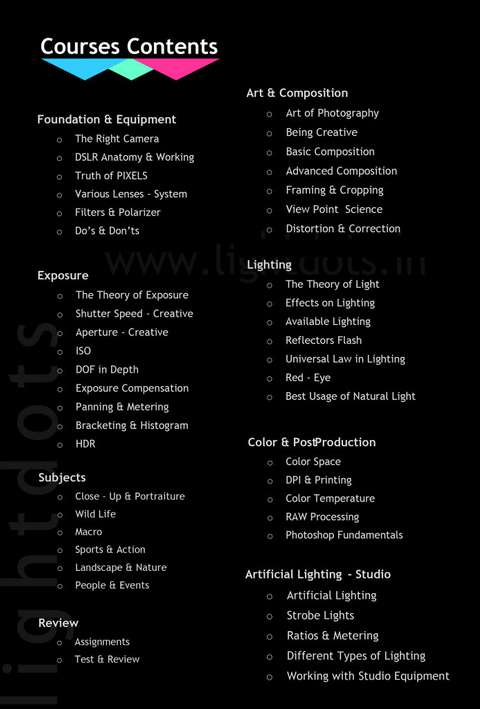 Courses Contents
Foundation & Equipment
The Right Camera
DSLR Anatomy & Working
Truth of PIXELS
Various Lenses - System
Filters & Polarizer
Do's & Don'ts
Exposure
The Theory of Exposure
Shutter Speed - Creative
Aperture - Creative
ISO
DOF in Depth
Exposure Compensation
Panning & Metering
Bracketing & Histogram
HDR
Subjects
Close - Up & Portraiture
Wild Life
Macro
Sports & Action
Landscape & Nature
People & Events
Review
Assignments
Test & Review
Art & Composition
Art of Photography
Being Creative
Basic Composition
Advanced Composition
Framing & Cropping
View Point Science
Distortion & Correction
Lighting
The Theory of Light
Effects on Lighting
Available Lighting
Reflectors Flash
Universal Law in Lighting
Red - Eye
Best Usage of Natural Light
Color & PostProduction
Color Space
DPI & Printing
Color Temperature
RAW Processing
Photoshop Fundamentals
Artificial Lighting - Studio
Artificial Lighting
Strobe Lights
Ratios & Metering
Different Types of Lighting
Working with Studio Equipment
www.lightdots.in
lightdots